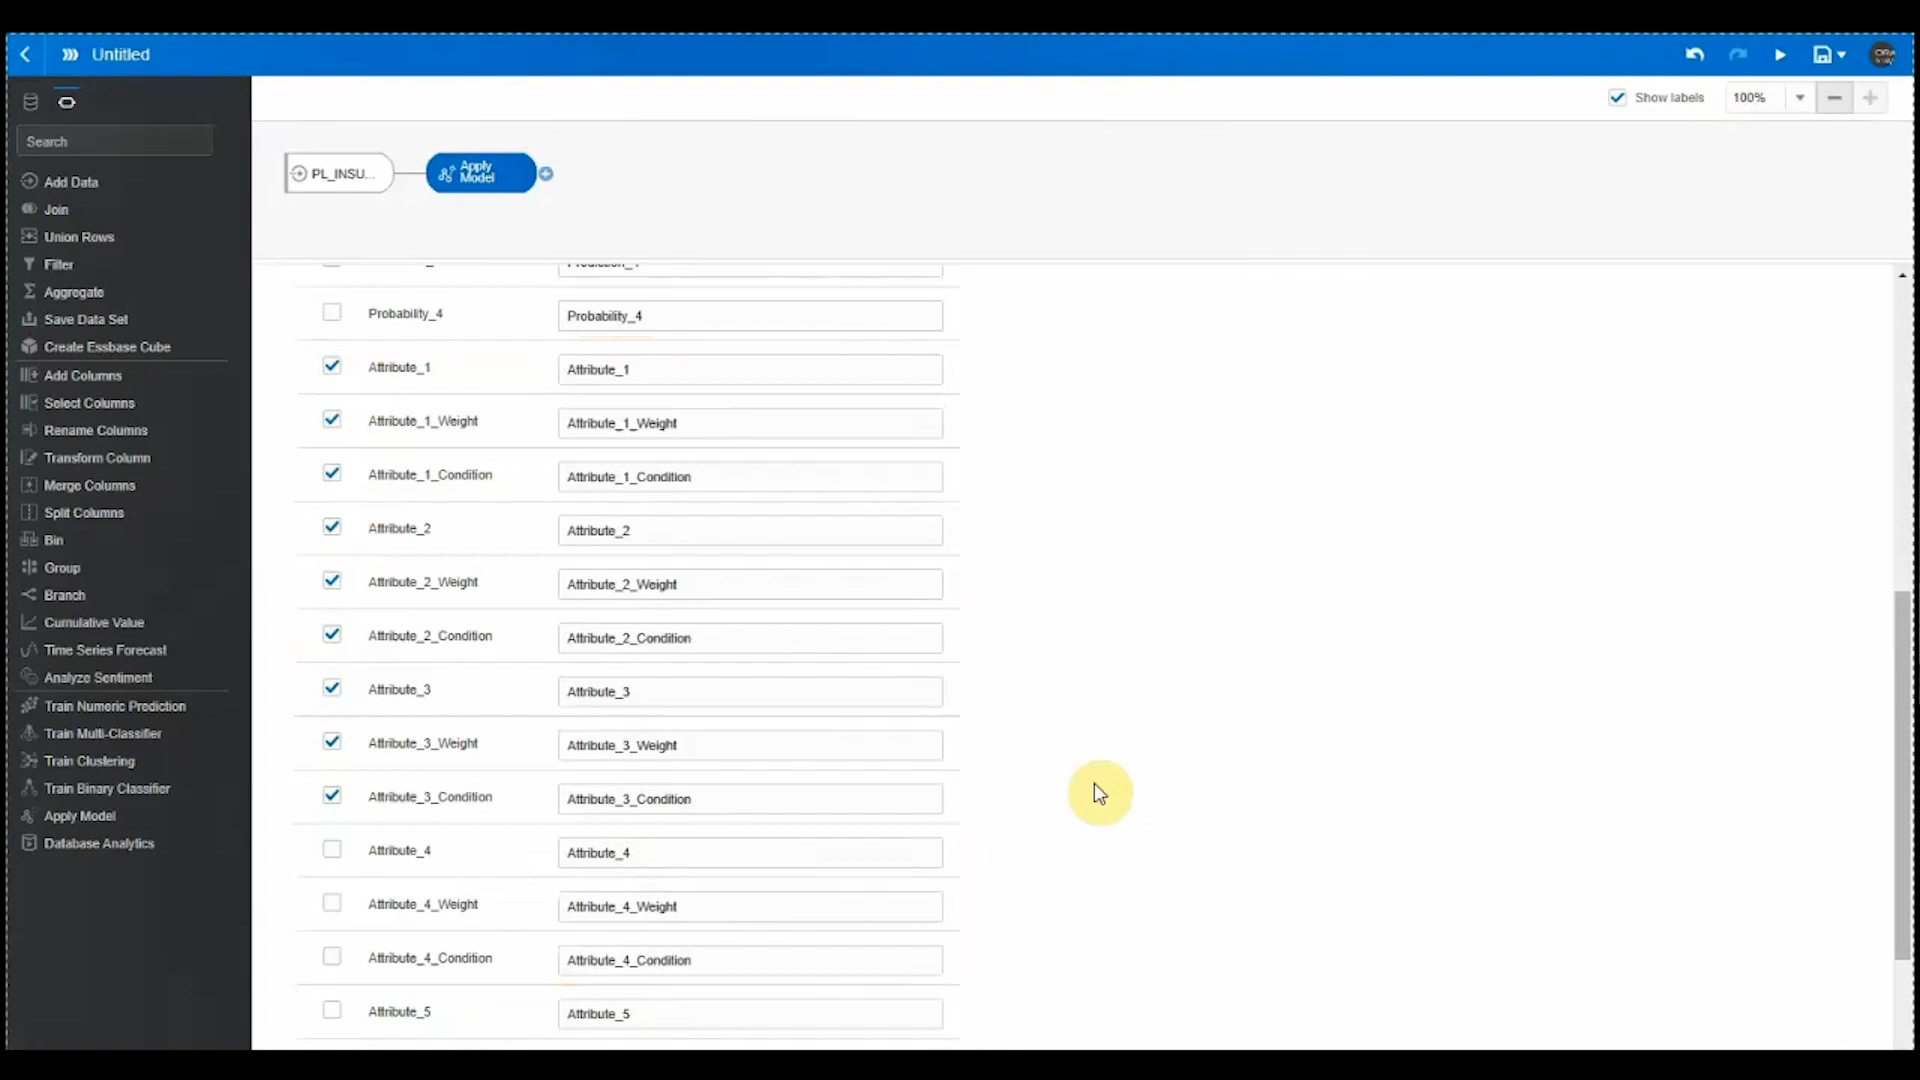 Untitled
Show labels
100%
Search
Add Data
Join
Union Rows
Filter
Aggregate
Save Data Set
Create Essbase Cube
Add Columns
Select Columns
Rename Columns
Transform Column
Merge Columns
Split Columns
Bin
Group
Branch
Cumulative Value
Time Series Forecast
Analyze Sentiment
Train Numeric Prediction
Train Multi-Classifier
Train Clustering
Train Binary Classifier
Apply Model
Database Analytics
PL_INSU...
Apply
Model
Probability_4 Probability_4
Attribute_1 Attribute_1
Attribute_1_Weight Attribute_1_Weight
Attribute_1_Condition Attribute_1_Condition
Attribute_2 Attribute_2
Attribute_2_Weight Attribute_2_Weight
Attribute_2_Condition Attribute_2_Condition
Attribute_3 Attribute_3
Attribute_3_Weight Attribute_3_Weight
Attribute_3_Condition Attribute_3_Condition
Attribute_4 Attribute_4
Attribute_4_Weight Attribute_4_Weight
Attribute_4_Condition Attribute_4_Condition
Attribute_5 Attribute_5